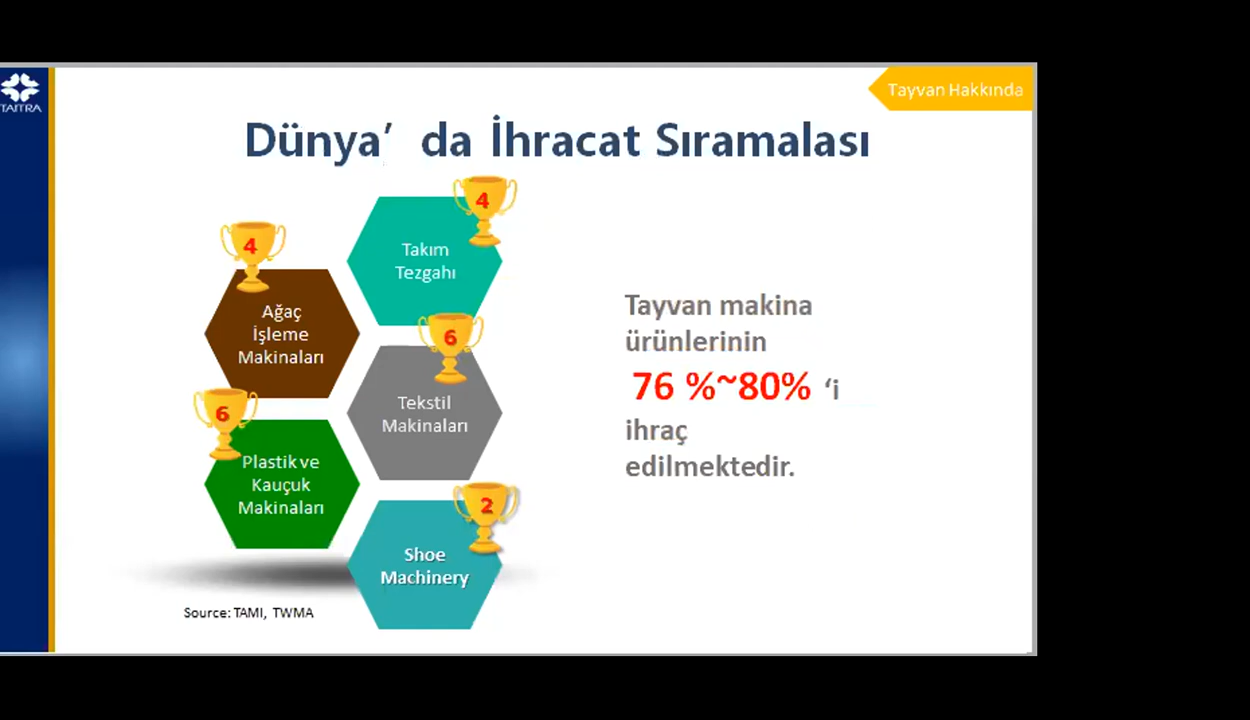 TAITRA
Tayvan Hakkında
Dünya’ da İhracat Sıramalası
4
Takım
Tezgahı
4
Ağaç
İşleme
Makinaları
6
Tekstil
Makinaları
6
Plastik ve
Kauçuk
Makinaları
2
Shoe
Machinery
Source: TAMI, TWMA
Tayvan makina
ürünlerinin
76 %~80% ‘i
ihraç
edilmektedir.